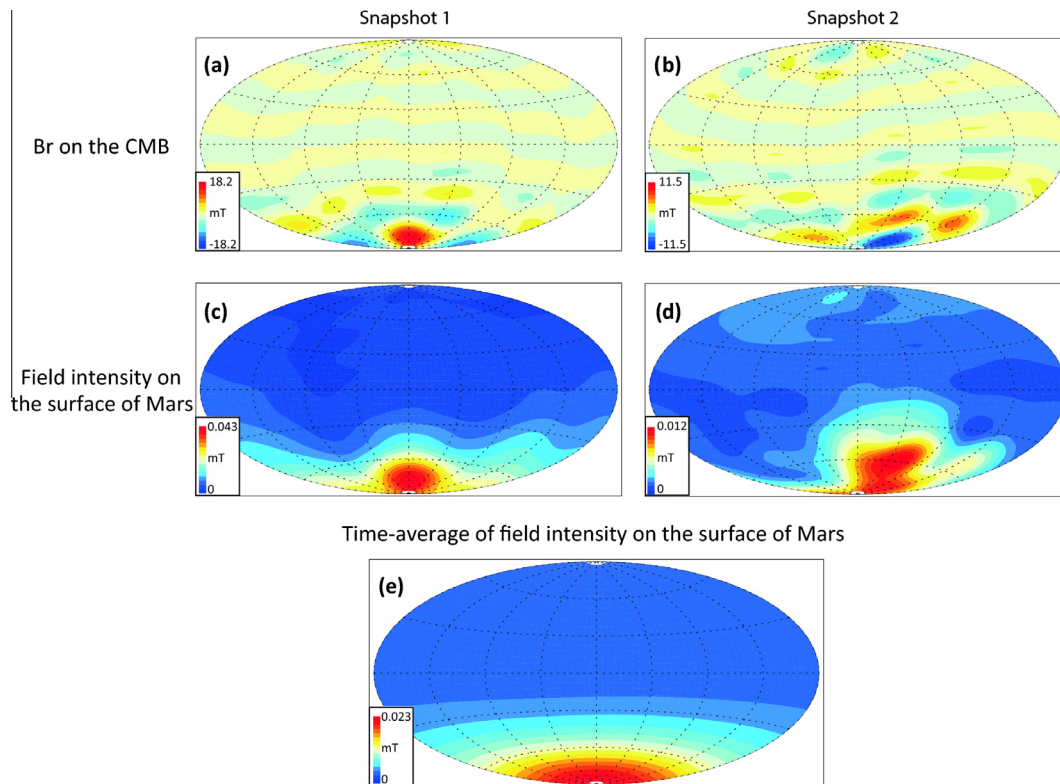 Snapshot 1
Snapshot 2
Br on the CMB
(a)
18.2
mT
-18.2
(b)
11.5
mT
-11.5
Field intensity on
the surface of Mars
(c)
0.043
mT
0
(d)
0.012
mT
0
Time-average of field intensity on the surface of Mars
(e)
0.023
mT
0